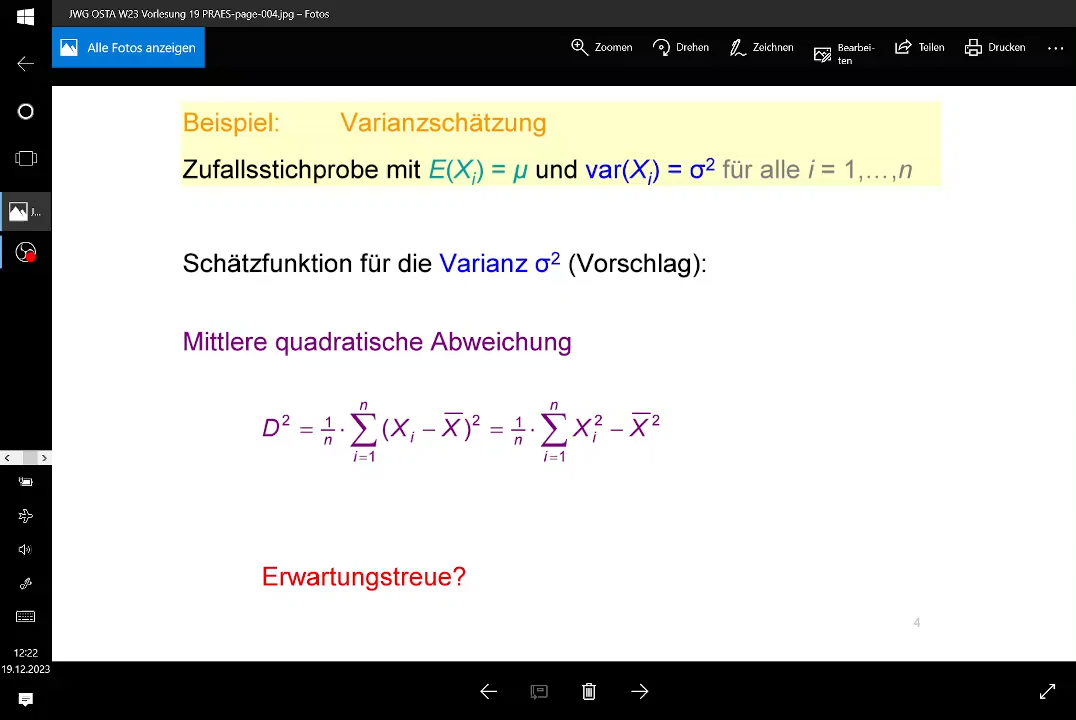 JWG OSTA W23 Vorlesung 19 PRAES-page-004.jpg – Fotos
Alle Fotos anzeigen
Zoomen
Drehen
Zeichnen
Bearbei-
ten
Teilen
Drucken
J...
Beispiel: Varianzschätzung
Zufallsstichprobe mit E(Xᵢ) = μ und var(Xᵢ) = σ² für alle i = 1,…,n
Schätzfunktion für die Varianz σ² (Vorschlag):
Mittlere quadratische Abweichung
D² = 1/n · ∑ᵢ₌₁ⁿ (Xᵢ – X̅)² = 1/n · ∑ᵢ₌₁ⁿ Xᵢ² – X̅²
Erwartungstreue?
4
12:22
19.12.2023